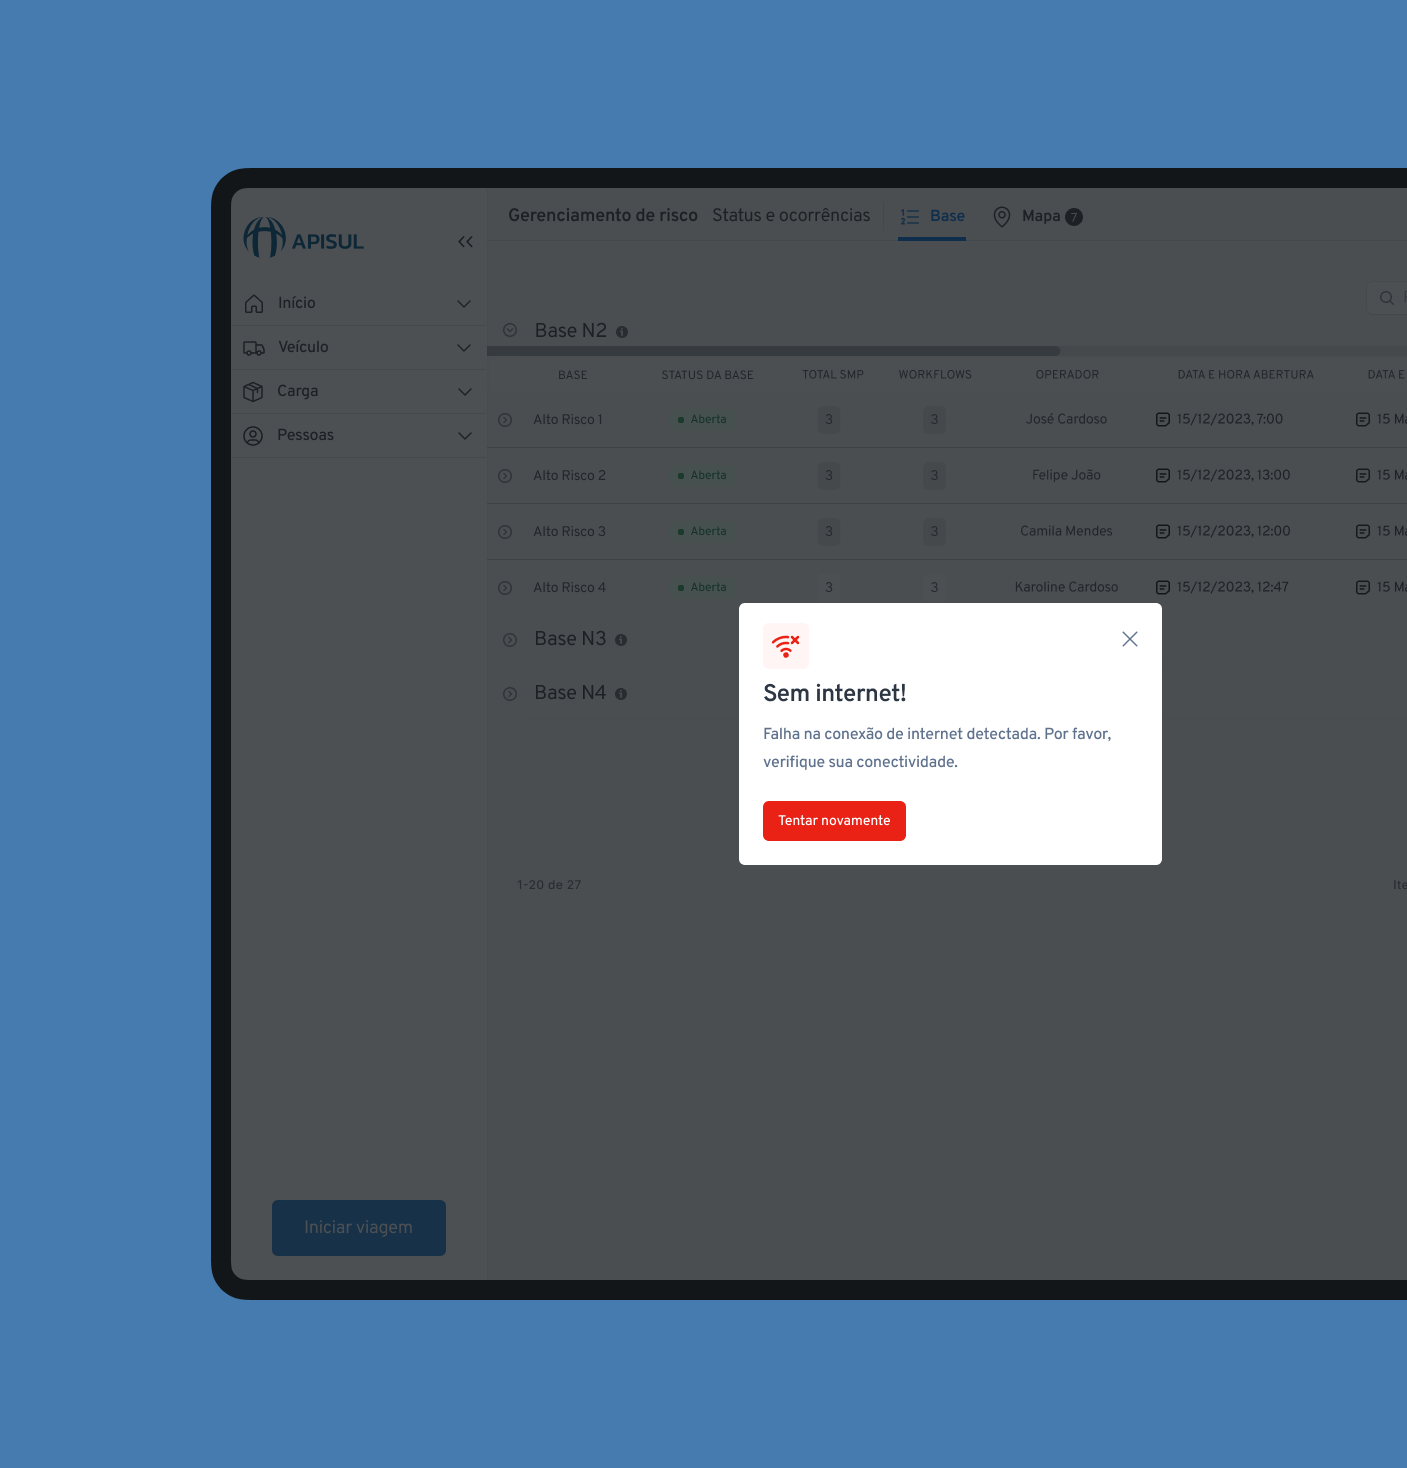 APISUL
Gerenciamento de risco Status e ocorrências Base Mapa 7
Início
Veículo
Carga
Pessoas
Base N2
BASE STATUS DA BASE TOTAL SMP WORKFLOWS OPERADOR DATA E HORA ABERTURA DATA E
Alto Risco 1 Aberta 3 3 José Cardoso 15/12/2023, 7:00 15
Alto Risco 2 Aberta 3 3 Felipe João 15/12/2023, 13:00 15
Alto Risco 3 Aberta 3 3 Camila Mendes 15/12/2023, 12:00 15
Alto Risco 4 Aberta 3 3 Karoline Cardoso 15/12/2023, 12:47 15
Base N3
Base N4
Sem internet!
Falha na conexão de internet detectada. Por favor,
verifique sua conectividade.
Tentar novamente
1-20 de 27
Iniciar viagem